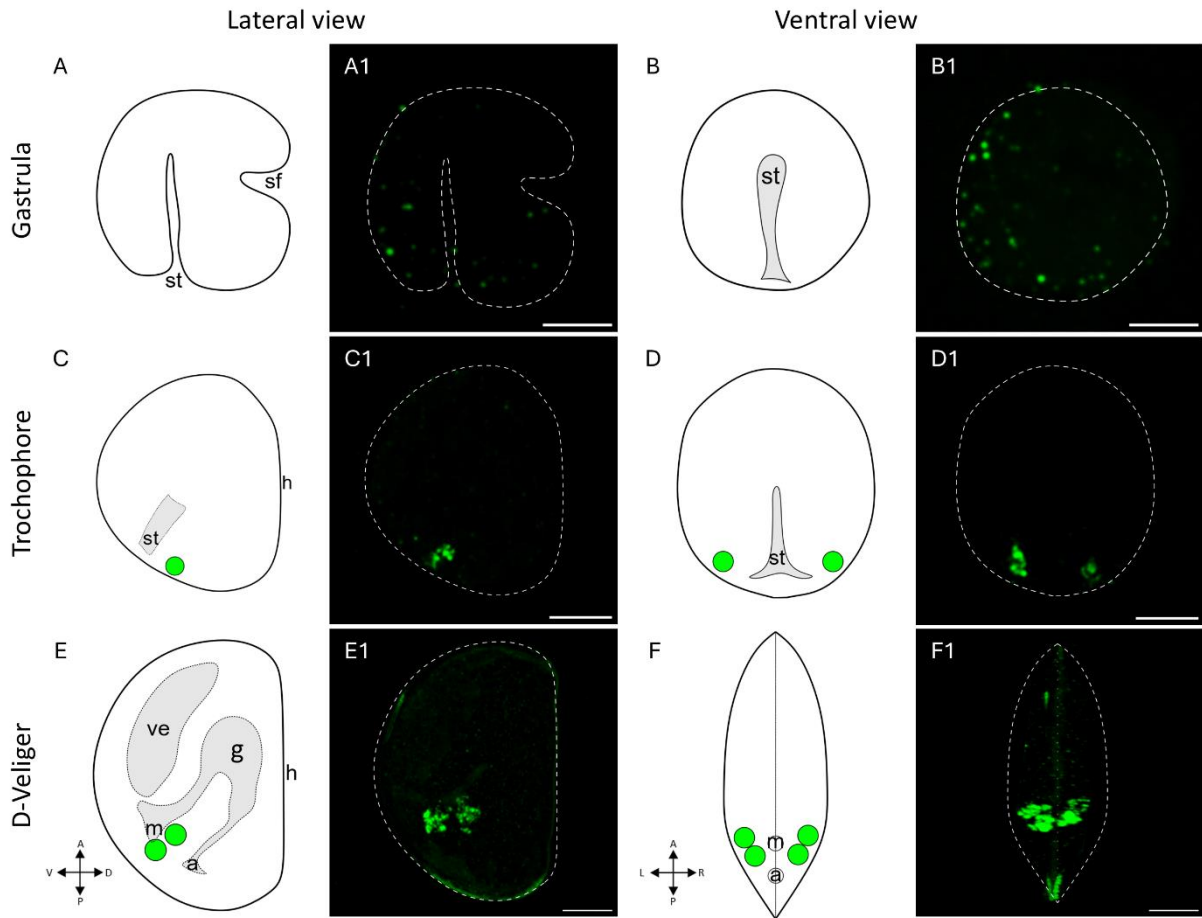 Lateral view
Ventral view
Gastrula
A
sf
st
A1
B
st
B1
Trochophore
C
h
st
C1
D
st
D1
D-Veliger
E
ve
g
h
m
a
A
V D
P
E1
F
m
a
A
L R
P
F1